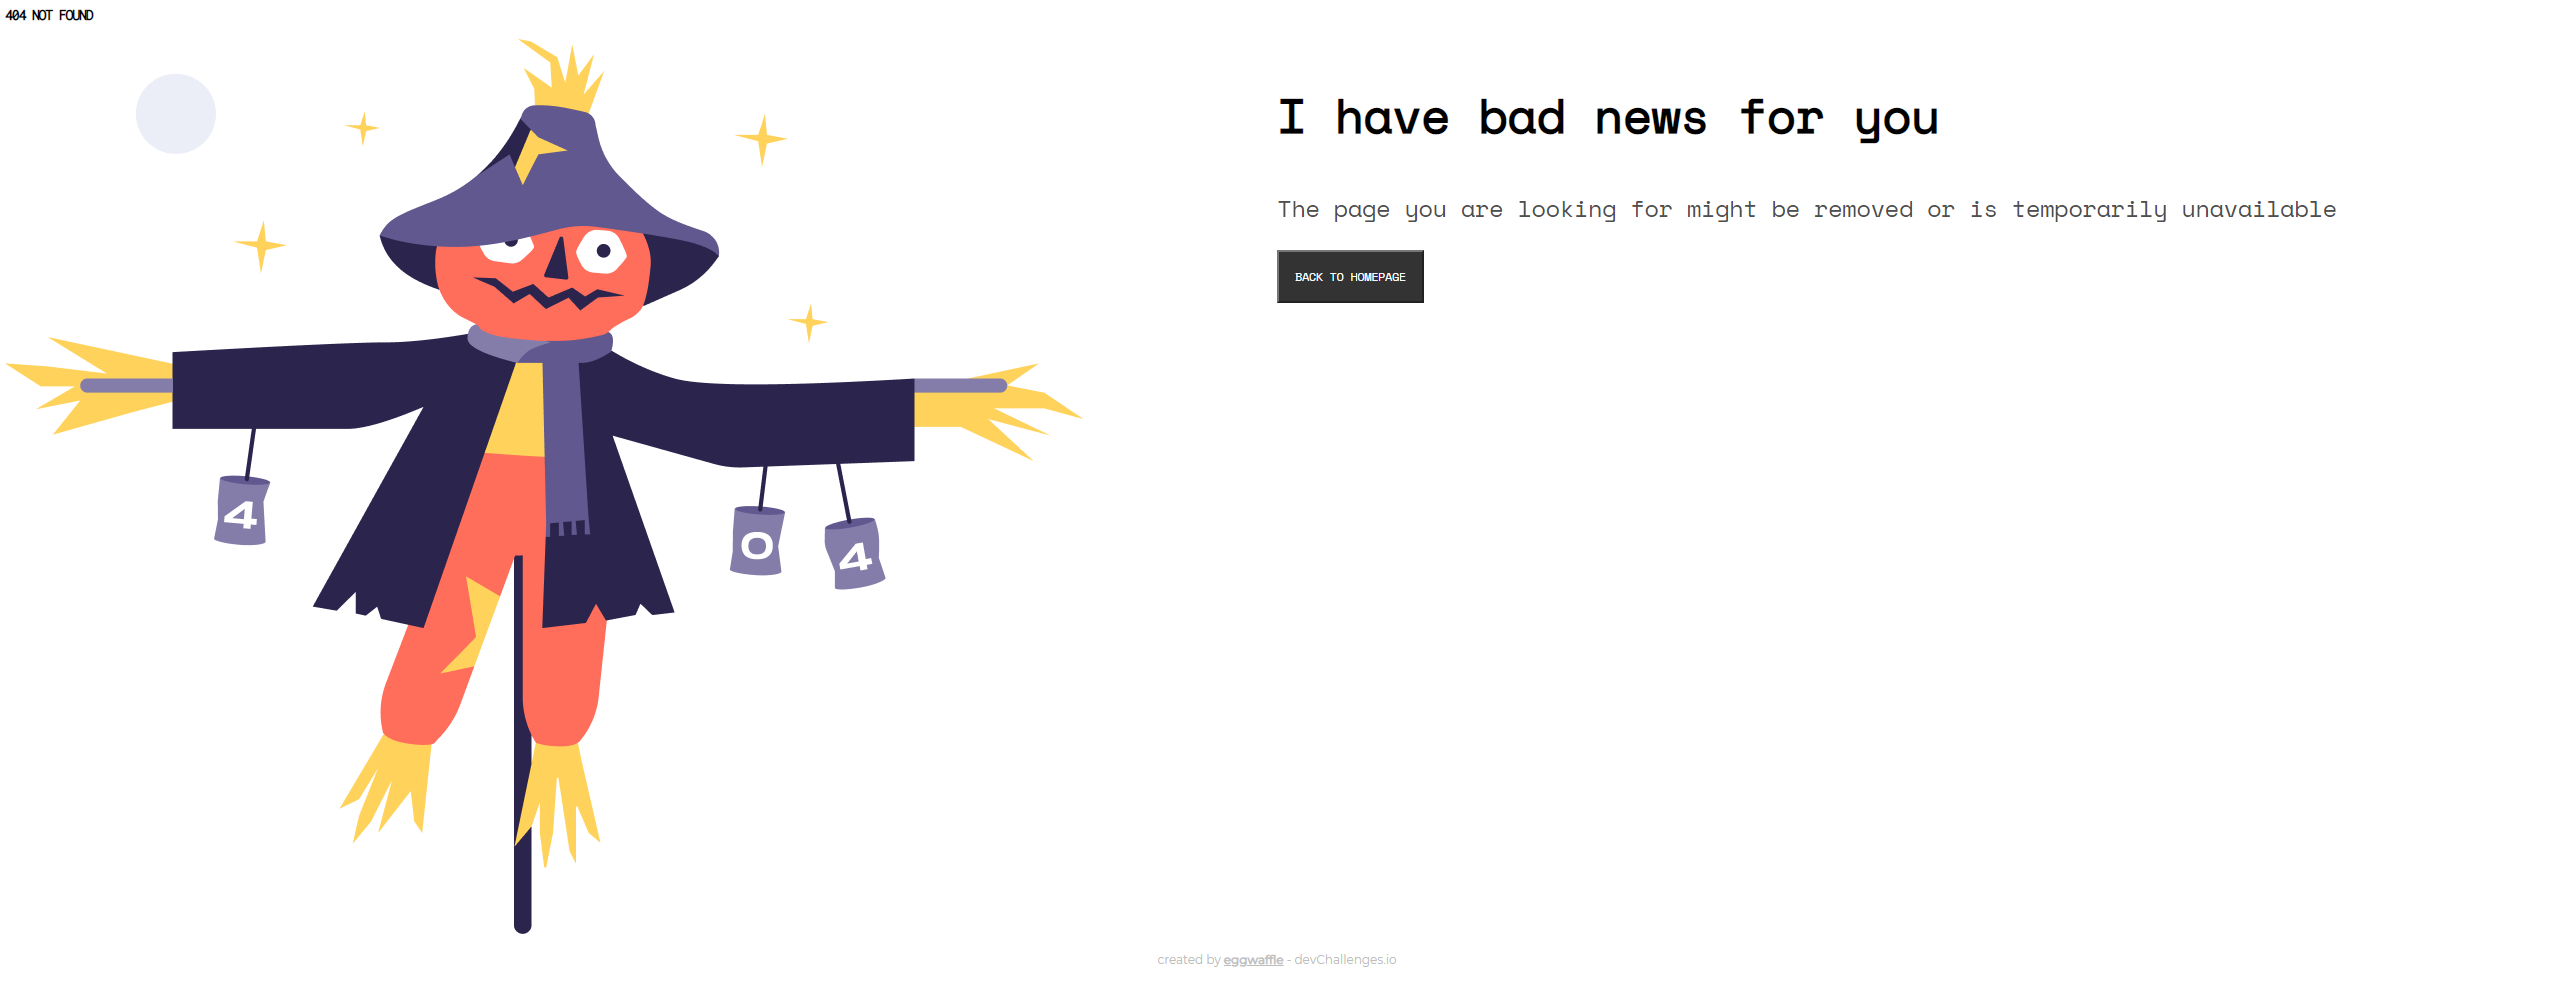 404 NOT FOUND
I have bad news for you
The page you are looking for might be removed or is temporarily unavailable
BACK TO HOMEPAGE
4
0
4
created by eggwaffle - devChallenges.io